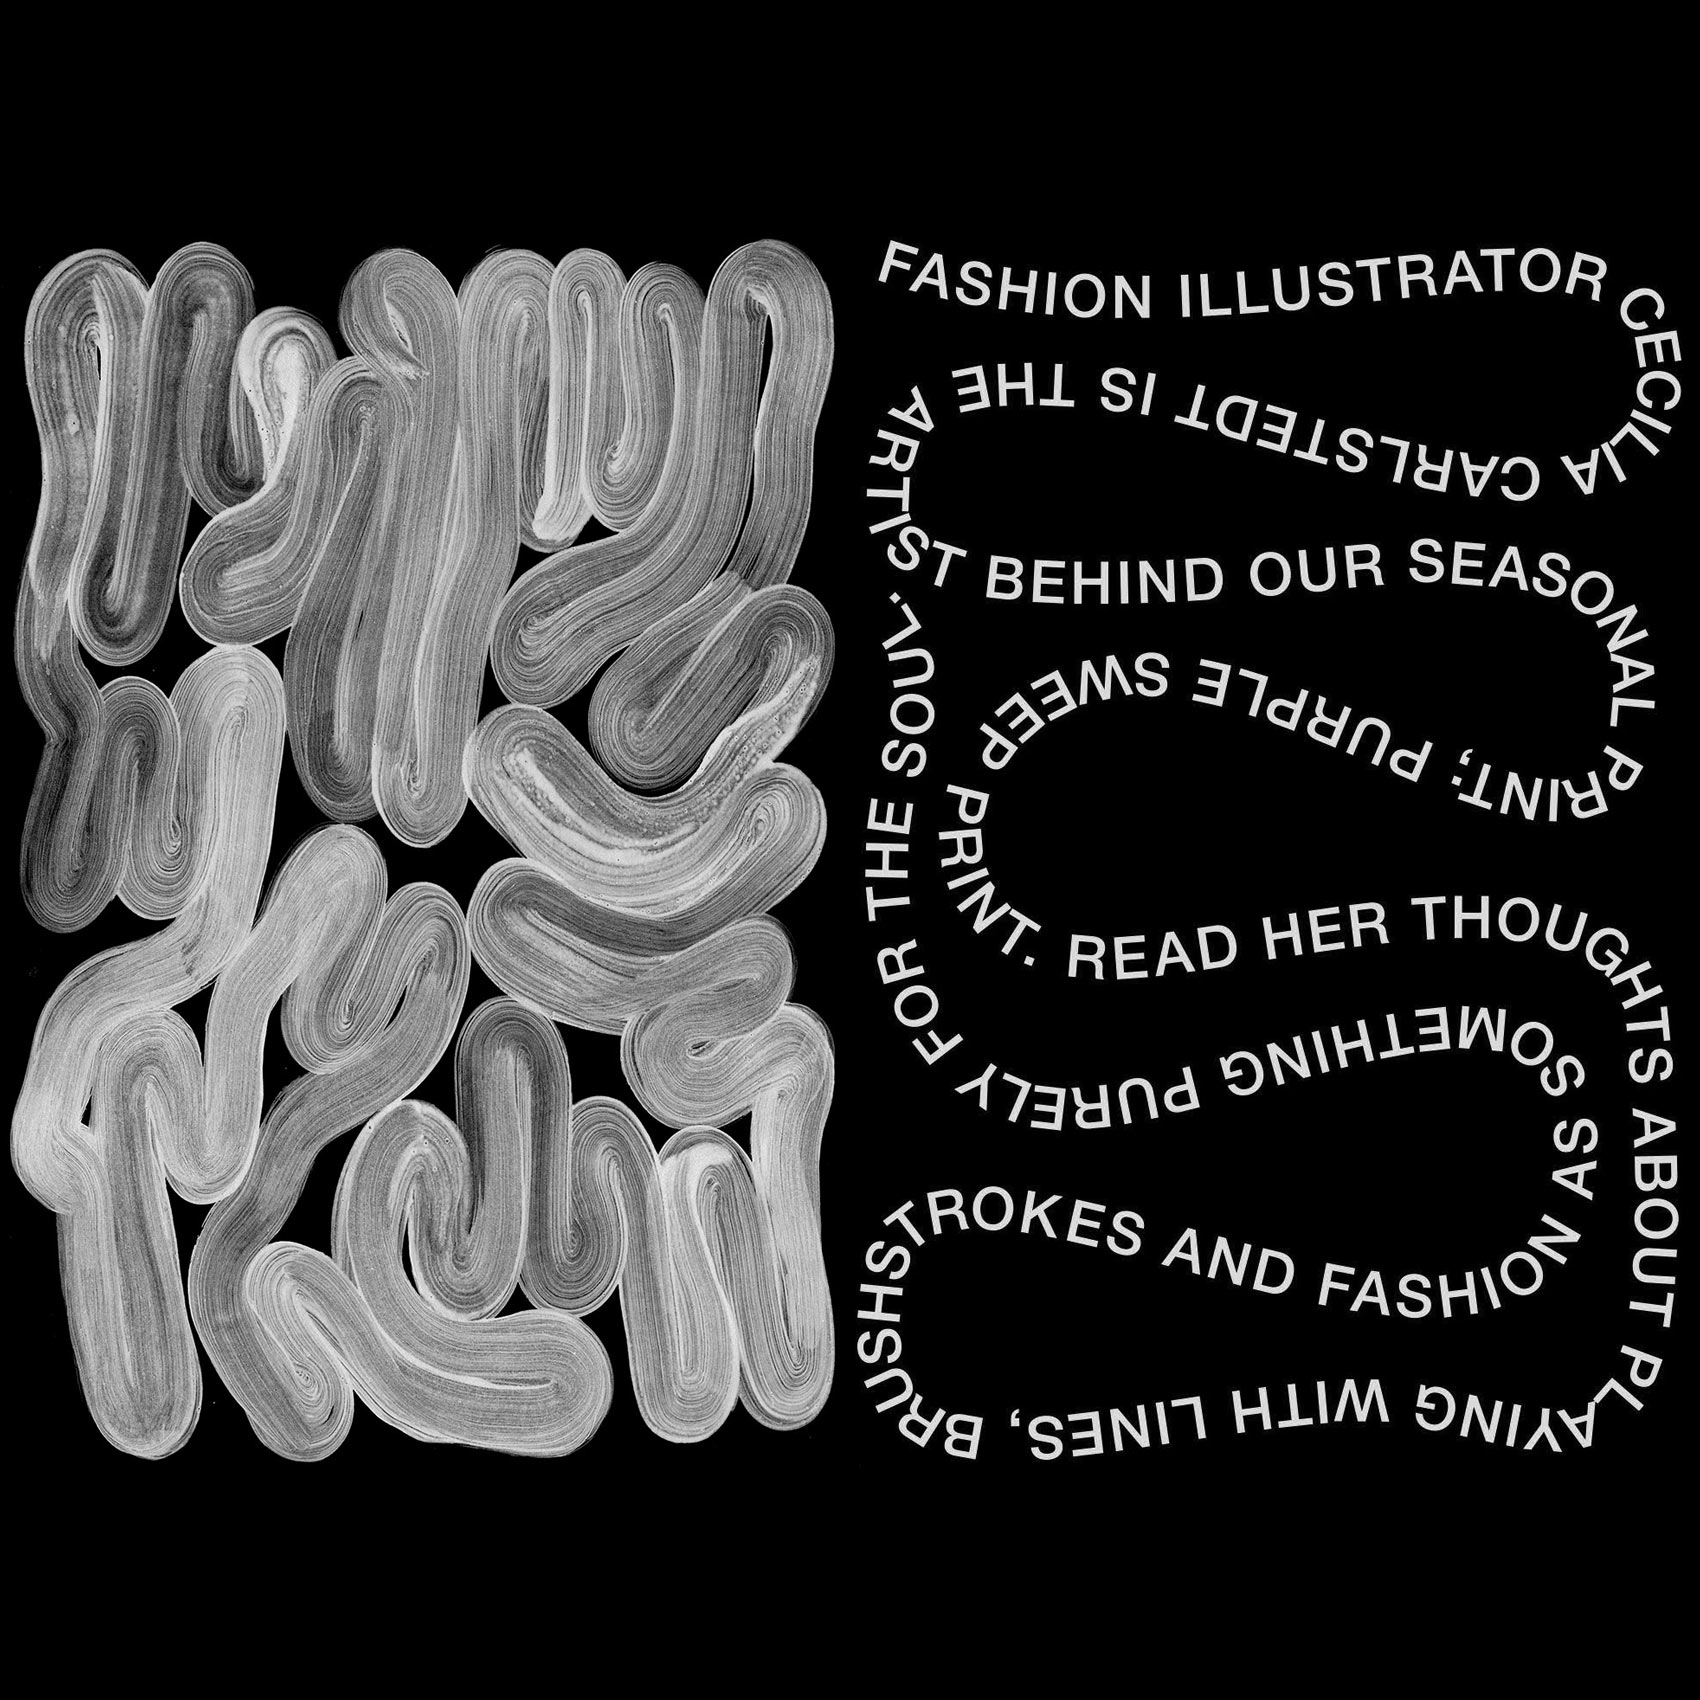 FASHION ILLUSTRATOR CECILIA CARLSTEDT IS THE ARTIST BEHIND OUR SEASONAL PRINT; PURPLE SWEEP PRINT. READ HER THOUGHTS ABOUT PLAYING WITH LINES, BRUSHSTROKES AND FASHION AS SOMETHING PURELY FOR THE SOUL.